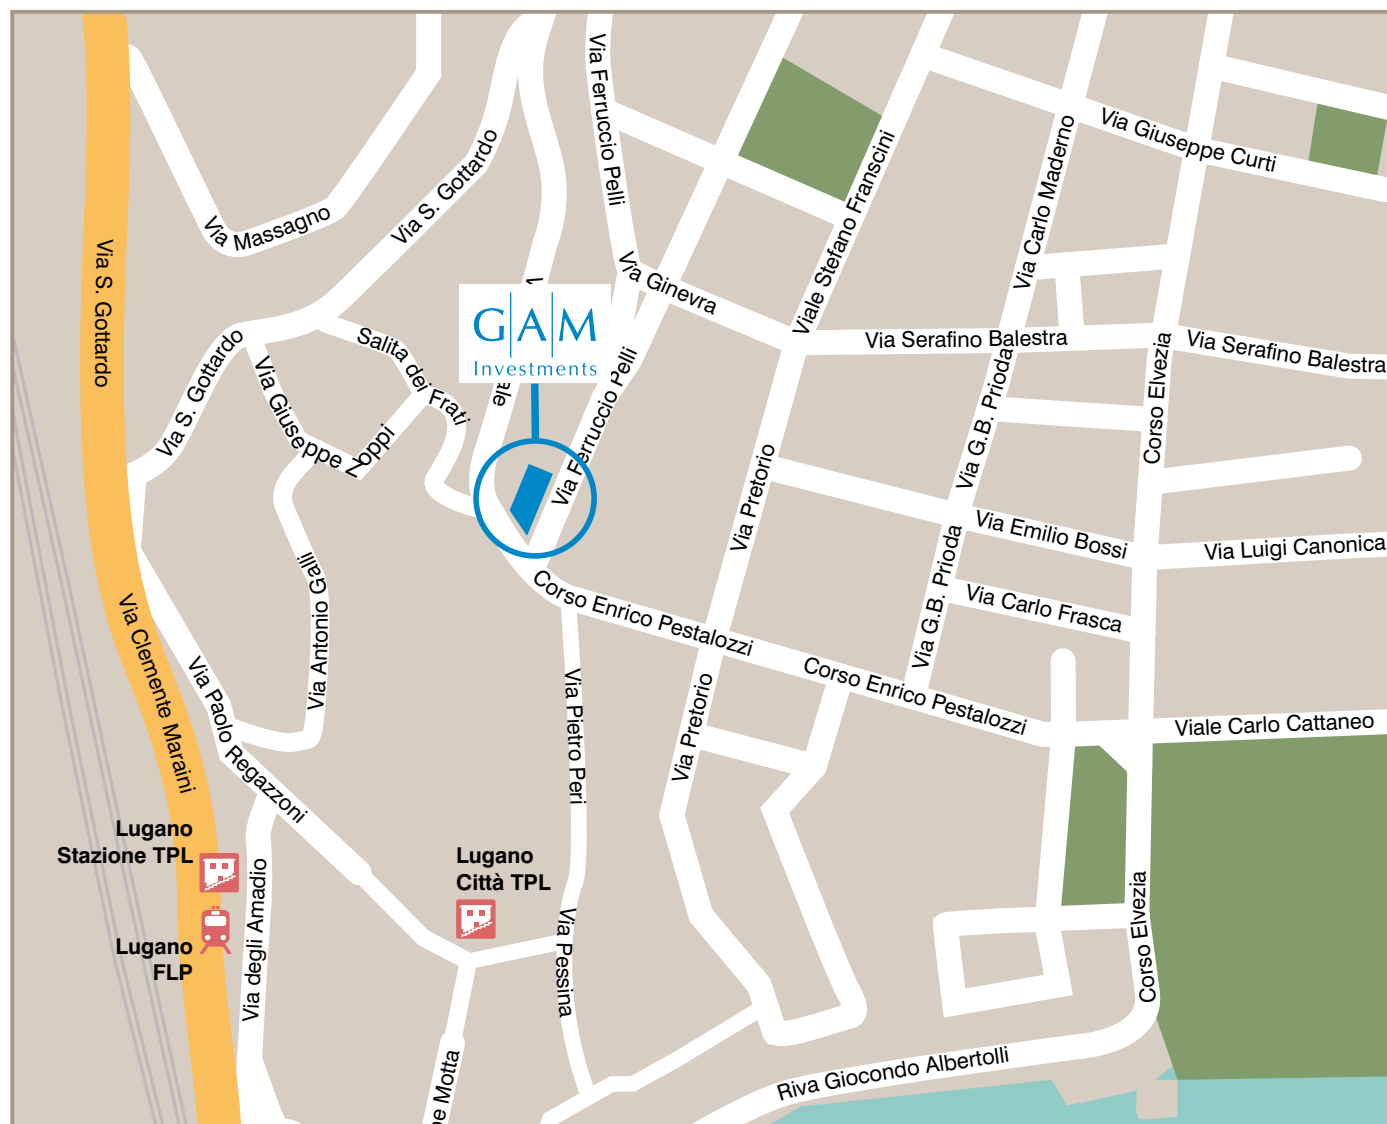 Via Ferruccio Pelli
Via Giuseppe Curti
Via S. Gottardo
Viale Stefano Franscini
Via Carlo Maderno
Via Massagno
Via S. Gottardo
Via Ginevra
GAM
Investments
Via Serafino Balestra
Via Serafino Balestra
Via S. Gottardo
Salita dei Frati
Via Ferruccio Pelli
Via G.B. Prioda
Corso Elvezia
Via Giuseppe Zoppi
Via Pretorio
Via Emilio Bossi
Via Luigi Canonica
Via Antonio Galli
Corso Enrico Pestalozzi
Via G.B. Prioda
Via Carlo Frasca
Via Clemente Maraini
Via Paolo Regazzoni
Via Pietro Peri
Via Pretorio
Corso Enrico Pestalozzi
Viale Carlo Cattaneo
Lugano
Stazione TPL
Lugano
Città TPL
Lugano
FLP
Via degli Amadio
Via Pessina
Corso Elvezia
Riva Giocondo Albertolli
Motta